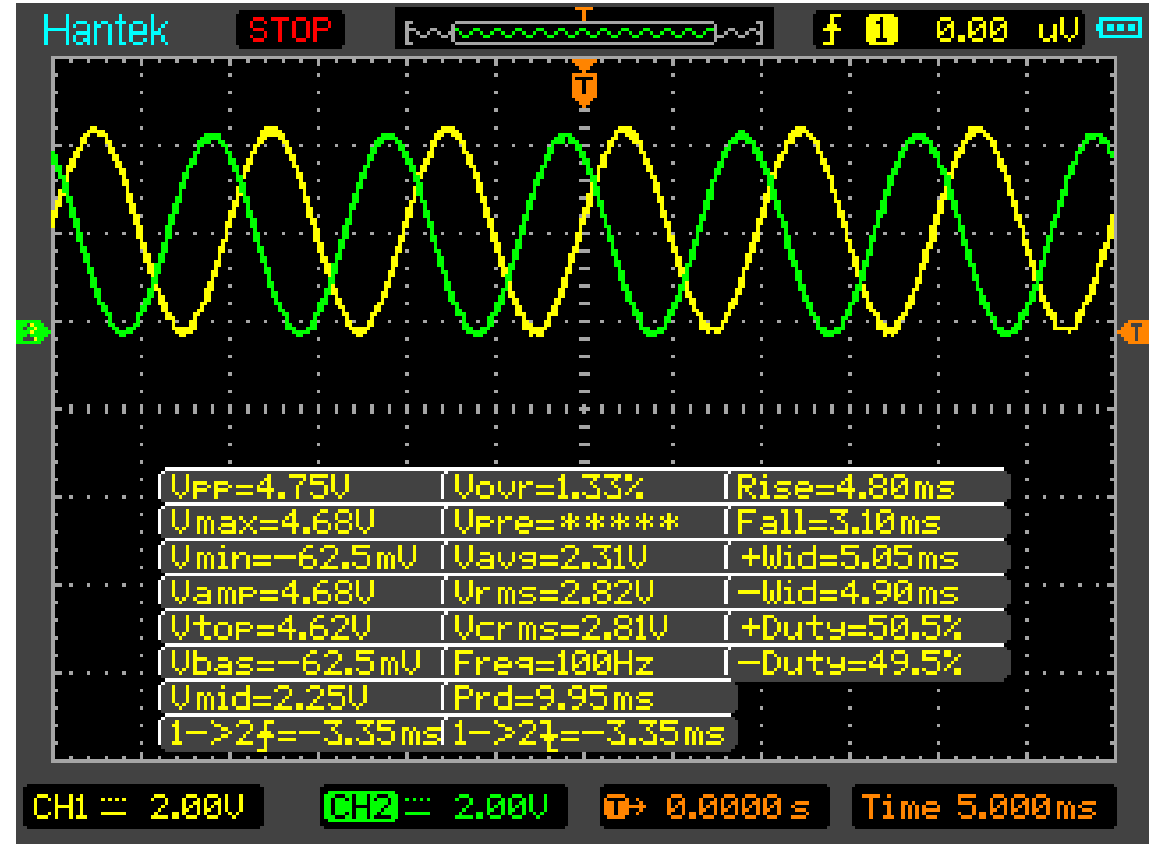 Hantek STOP T 1 0.00 uV
T
T
VPP=4.75V Vovr=1.33% Rise=4.80ms
Vmax=4.68V Vpre=***** Fall=3.10ms
Vmin=-62.5mV Vavg=2.31V +Wid=5.05ms
Vamp=4.68V Vrms=2.82V -Wid=4.90ms
Vtop=4.62V Vcrms=2.81V +Duty=50.5%
Vbas=-62.5mV Freq=100Hz -Duty=49.5%
Vmid=2.25V Prd=9.95ms
1->2=-3.35ms 1->2=-3.35ms
CH1 2.00V CH2 2.00V T→ 0.0000s Time 5.000ms